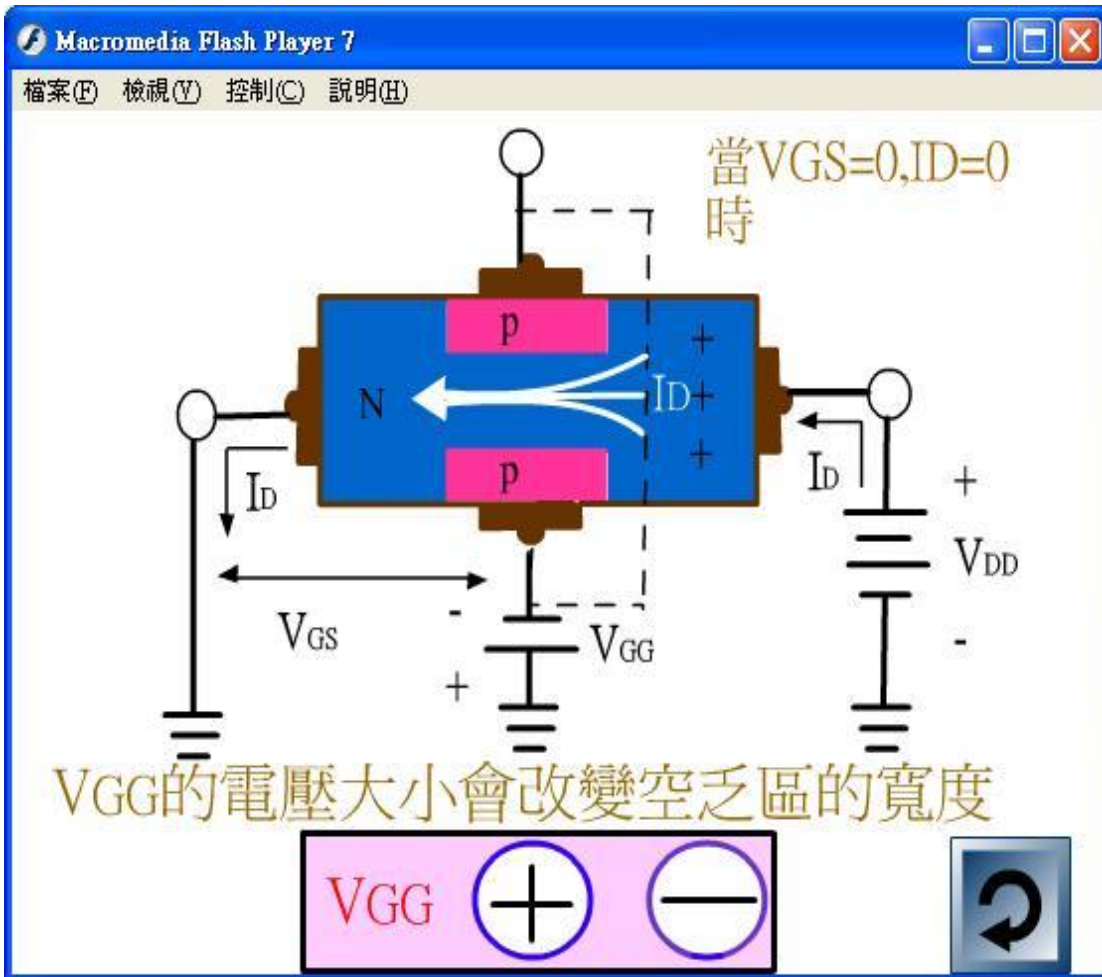 Macromedia Flash Player 7
檔案(F) 檢視(V) 控制(C) 說明(H)
當VGS=0,ID=0
時
p
+
N
ID
+
+
p
ID
ID
+
VDD
-
VGS
-
VGG
+
VGG的電壓大小會改變空乏區的寬度
VGG + −